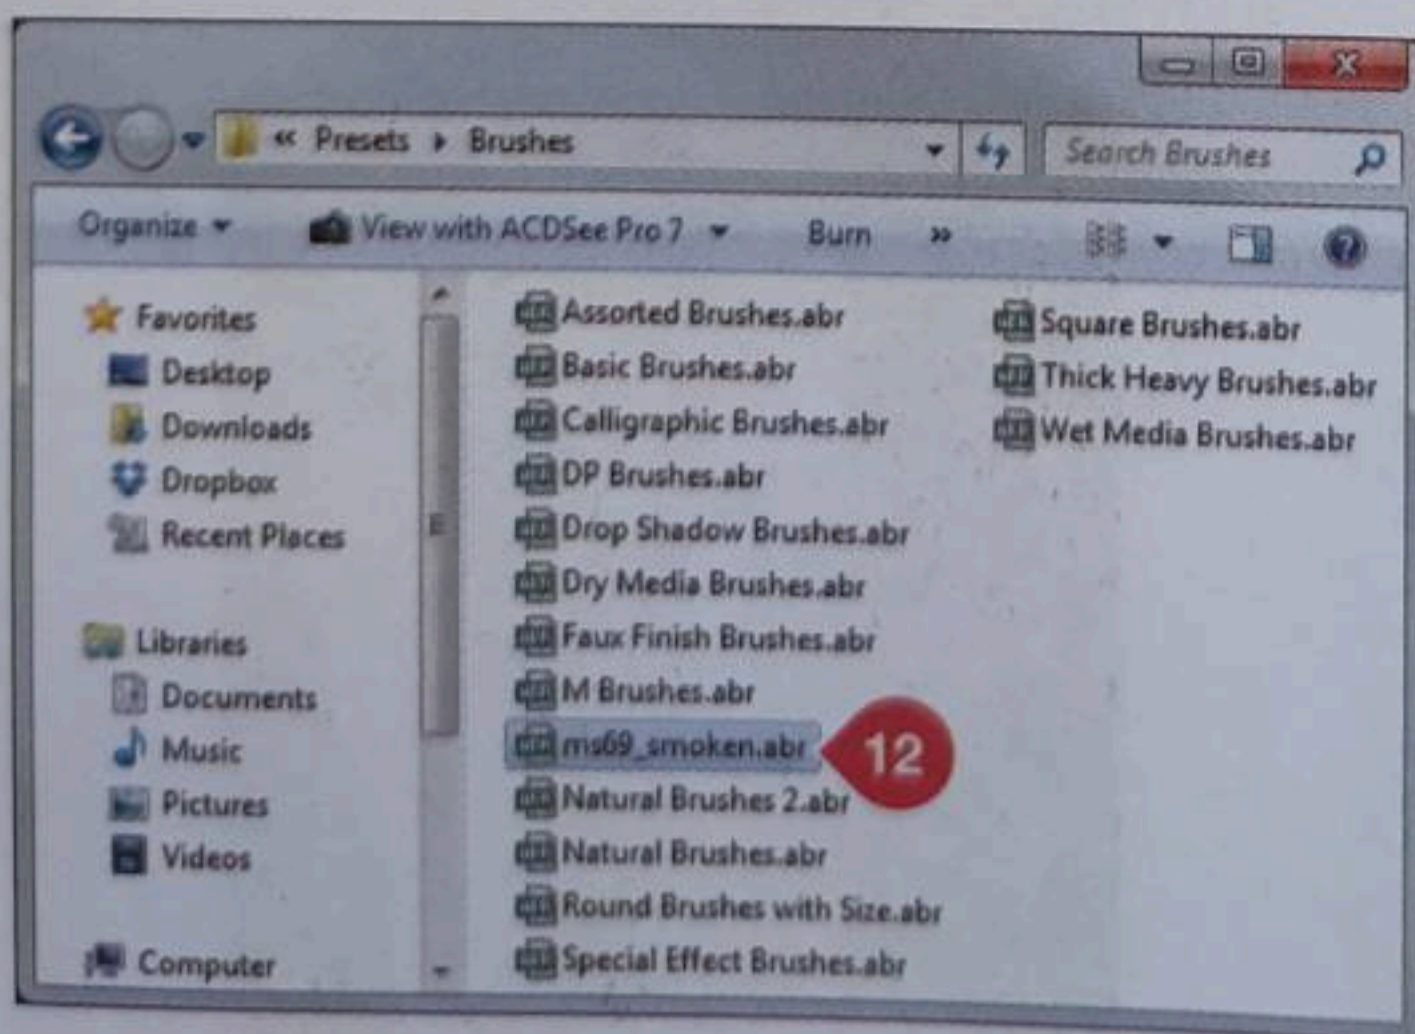 « Presets ▸ Brushes
Search Brushes
Organize
View with ACDSee Pro 7
Burn
»
Favorites
Desktop
Downloads
Dropbox
Recent Places
Libraries
Documents
Music
Pictures
Videos
Computer
Assorted Brushes.abr
Basic Brushes.abr
Calligraphic Brushes.abr
DP Brushes.abr
Drop Shadow Brushes.abr
Dry Media Brushes.abr
Faux Finish Brushes.abr
M Brushes.abr
ms69_smoken.abr
12
Natural Brushes 2.abr
Natural Brushes.abr
Round Brushes with Size.abr
Special Effect Brushes.abr
Square Brushes.abr
Thick Heavy Brushes.abr
Wet Media Brushes.abr